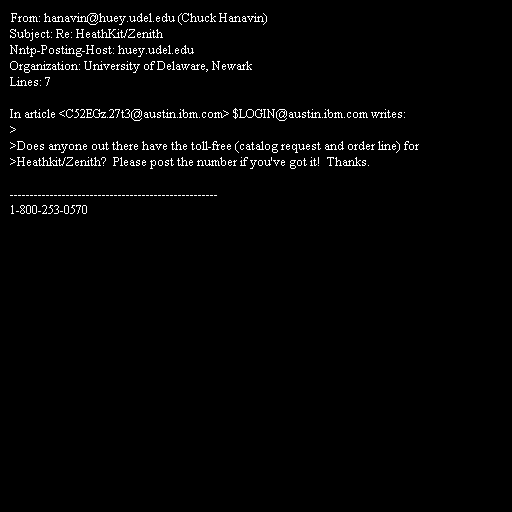 From: hanavin@huey.udel.edu (Chuck Hanavin)
Subject: Re: HeathKit/Zenith
Nntp-Posting-Host: huey.udel.edu
Organization: University of Delaware, Newark
Lines: 7

In article <C52EGz.27t3@austin.ibm.com> $LOGIN@austin.ibm.com writes:
>
>Does anyone out there have the toll-free (catalog request and order line) for
>Heathkit/Zenith?  Please post the number if you've got it!  Thanks.

----------------------------------------------------
1-800-253-0570